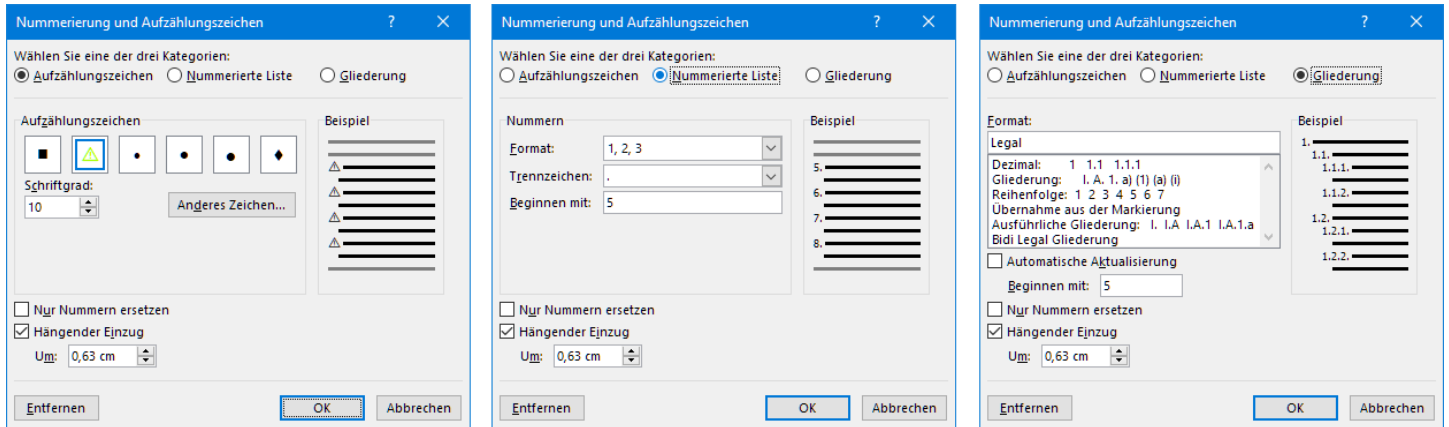 Nummerierung und Aufzählungszeichen ? ×
Wählen Sie eine der drei Kategorien:
Aufzählungszeichen Nummerierte Liste Gliederung
Aufzählungszeichen
Beispiel
Schriftgrad:
10
Anderes Zeichen...
Nur Nummern ersetzen
Hängender Einzug
Um: 0,63 cm
Entfernen OK Abbrechen
Nummerierung und Aufzählungszeichen ? ×
Wählen Sie eine der drei Kategorien:
Aufzählungszeichen Nummerierte Liste Gliederung
Nummern
Format: 1, 2, 3
Trennzeichen: .
Beginnen mit: 5
Beispiel
5.
6.
7.
8.
Nur Nummern ersetzen
Hängender Einzug
Um: 0,63 cm
Entfernen OK Abbrechen
Nummerierung und Aufzählungszeichen ? ×
Wählen Sie eine der drei Kategorien:
Aufzählungszeichen Nummerierte Liste Gliederung
Format:
Legal
Dezimal: 1 1.1 1.1.1
Gliederung: I. A. 1. a) (1) (a) (i)
Reihenfolge: 1 2 3 4 5 6 7
Übernahme aus der Markierung
Ausführliche Gliederung: I. I.A I.A.1 I.A.1.a
Bidi Legal Gliederung
Automatische Aktualisierung
Beginnen mit: 5
Beispiel
1.
1.1.
1.1.1.
1.1.2.
1.2.
1.2.1.
1.2.2.
Nur Nummern ersetzen
Hängender Einzug
Um: 0,63 cm
Entfernen OK Abbrechen